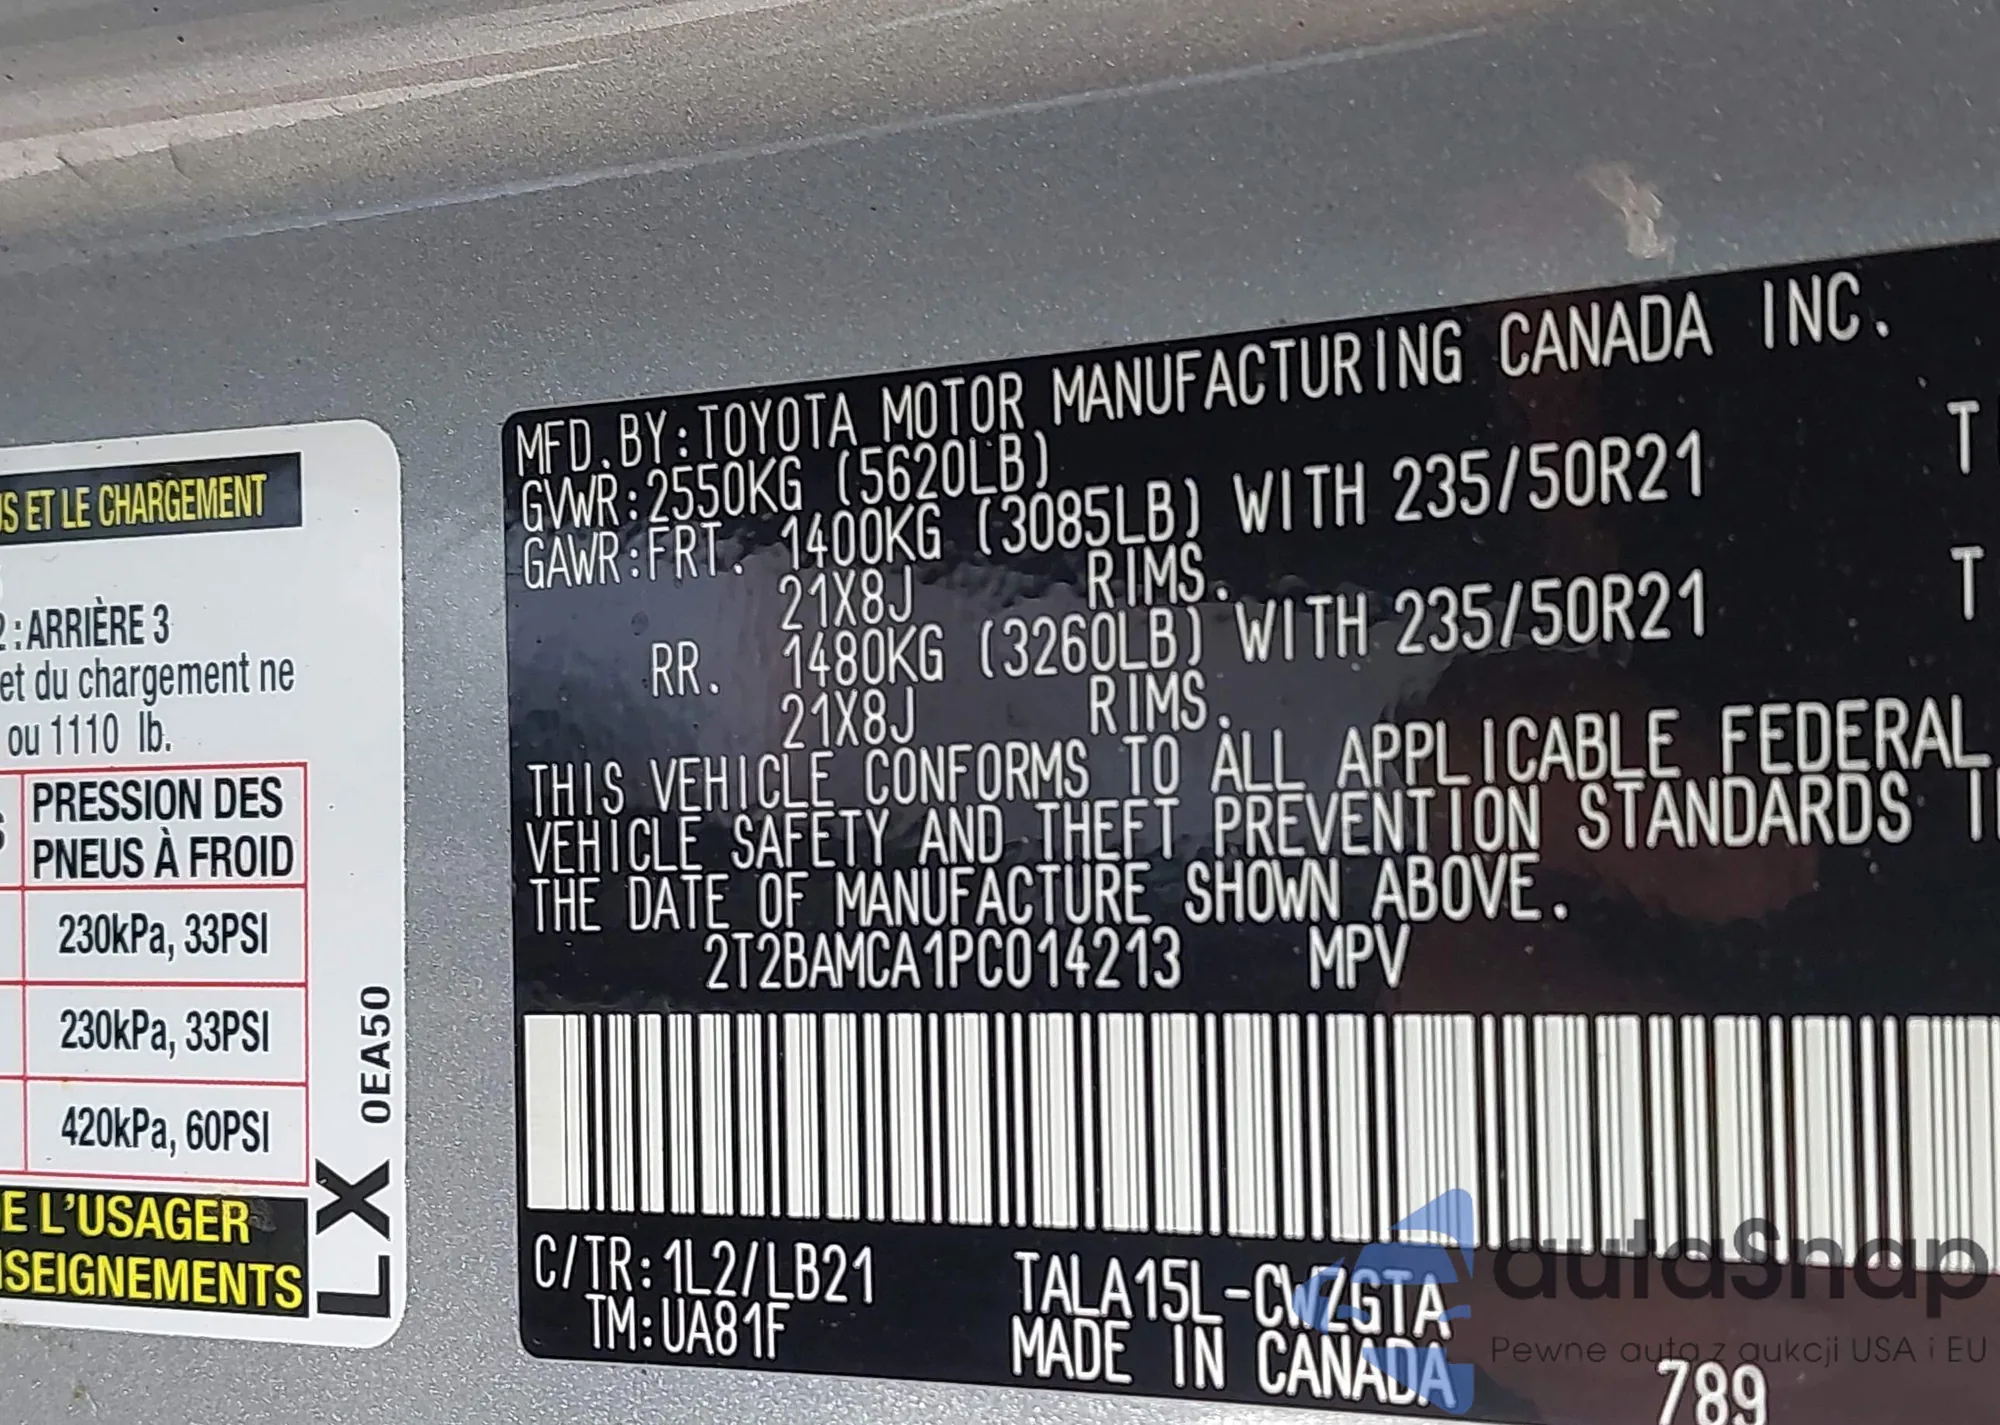 US ET LE CHARGEMENT
2 : ARRIÈRE 3
et du chargement ne
ou 1110 lb.
PRESSION DES
PNEUS À FROID
230kPa, 33PSI
230kPa, 33PSI
420kPa, 60PSI
E L'USAGER
SEIGNEMENTS
LX 0EA50
MFD. BY: TOYOTA MOTOR MANUFACTURING CANADA INC.
GVWR: 2550KG (5620LB)
GAWR: FRT. 1400KG (3085LB) WITH 235/50R21 T
21X8J RIMS.
RR. 1480KG (3260LB) WITH 235/50R21 T
21X8J RIMS.
THIS VEHICLE CONFORMS TO ALL APPLICABLE FEDERAL
VEHICLE SAFETY AND THEFT PREVENTION STANDARDS I
THE DATE OF MANUFACTURE SHOWN ABOVE.
2T2BAMCA1PC014213 MPV
C/TR: 1L2/LB21 TALA15L-CWZGTA
TM: UA81F MADE IN CANADA
789
autaSnap
Pewne auta z aukcji USA i EU